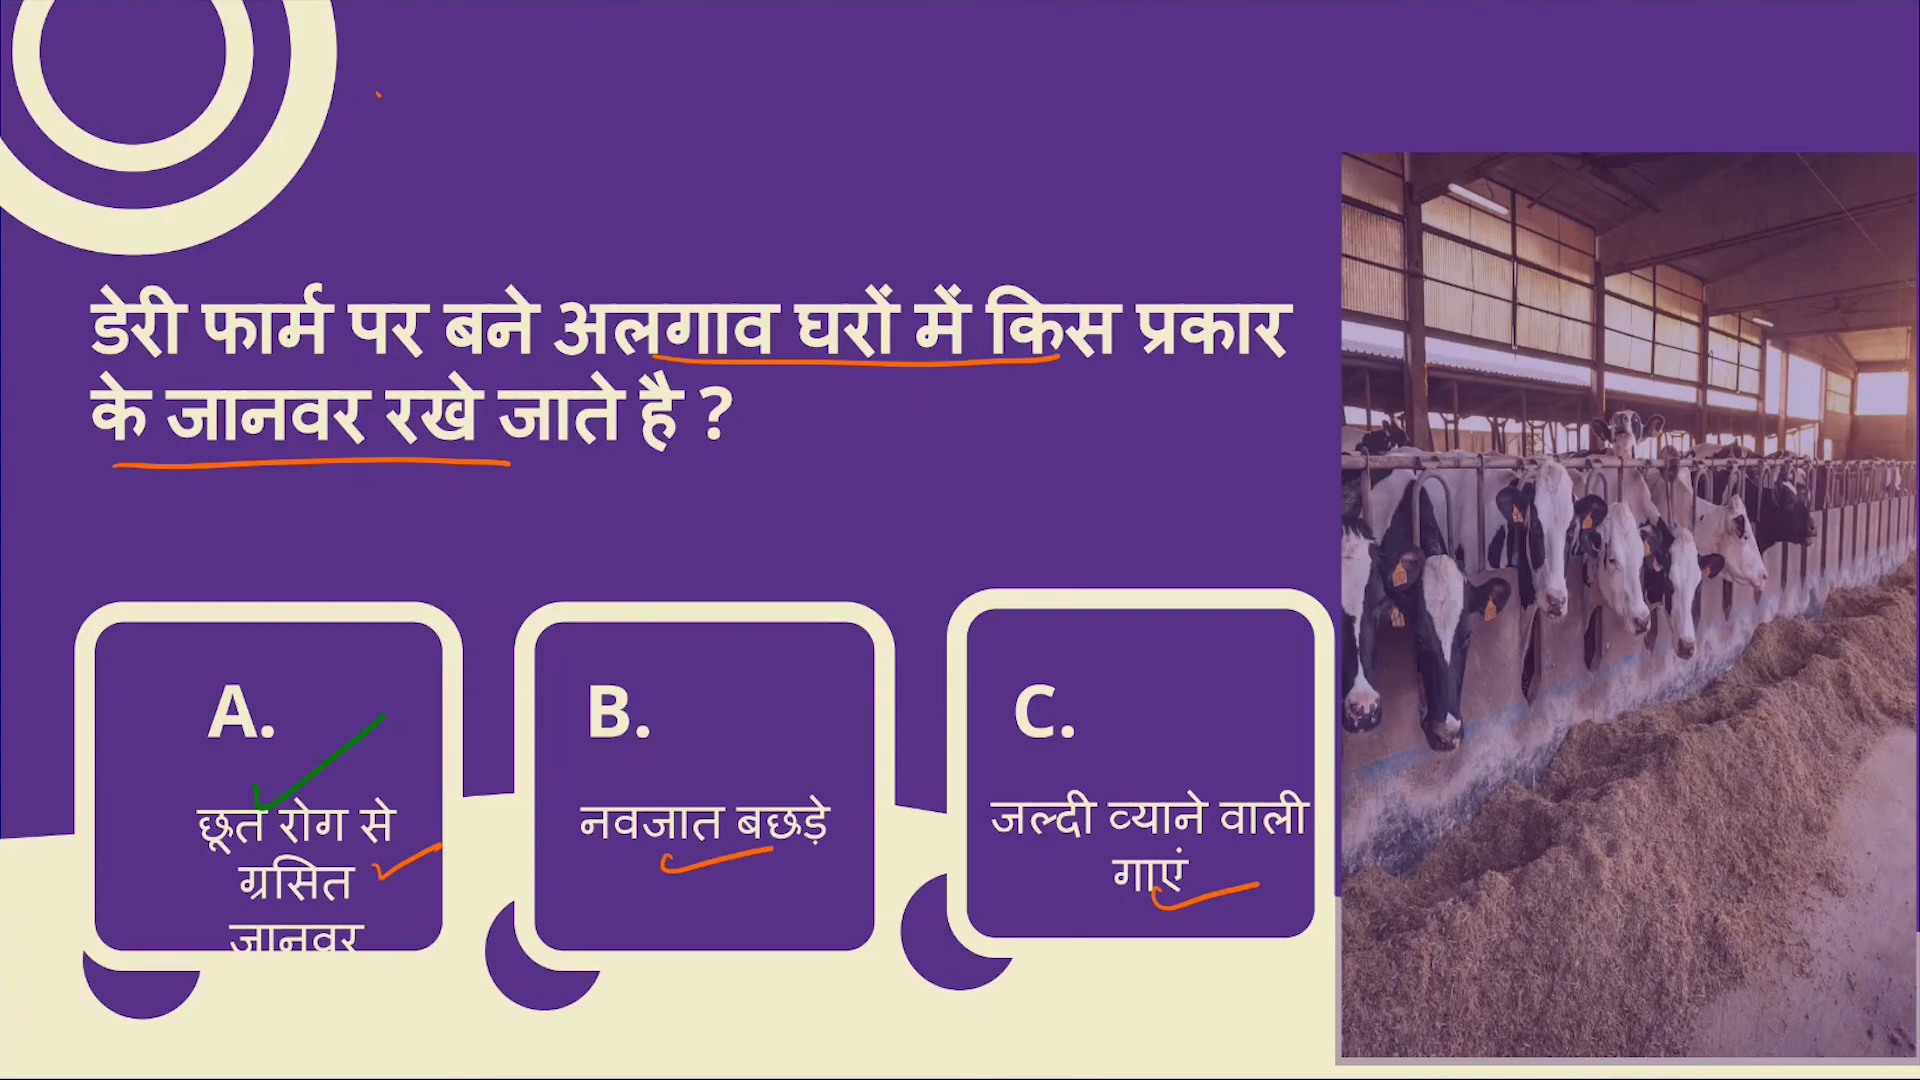 डेरी फार्म पर बने अलगाव घरों में किस प्रकार
के जानवर रखे जाते है ?
A.
छूत रोग से
ग्रसित
जानवर
B.
नवजात बछड़े
C.
जल्दी व्याने वाली
गाएं